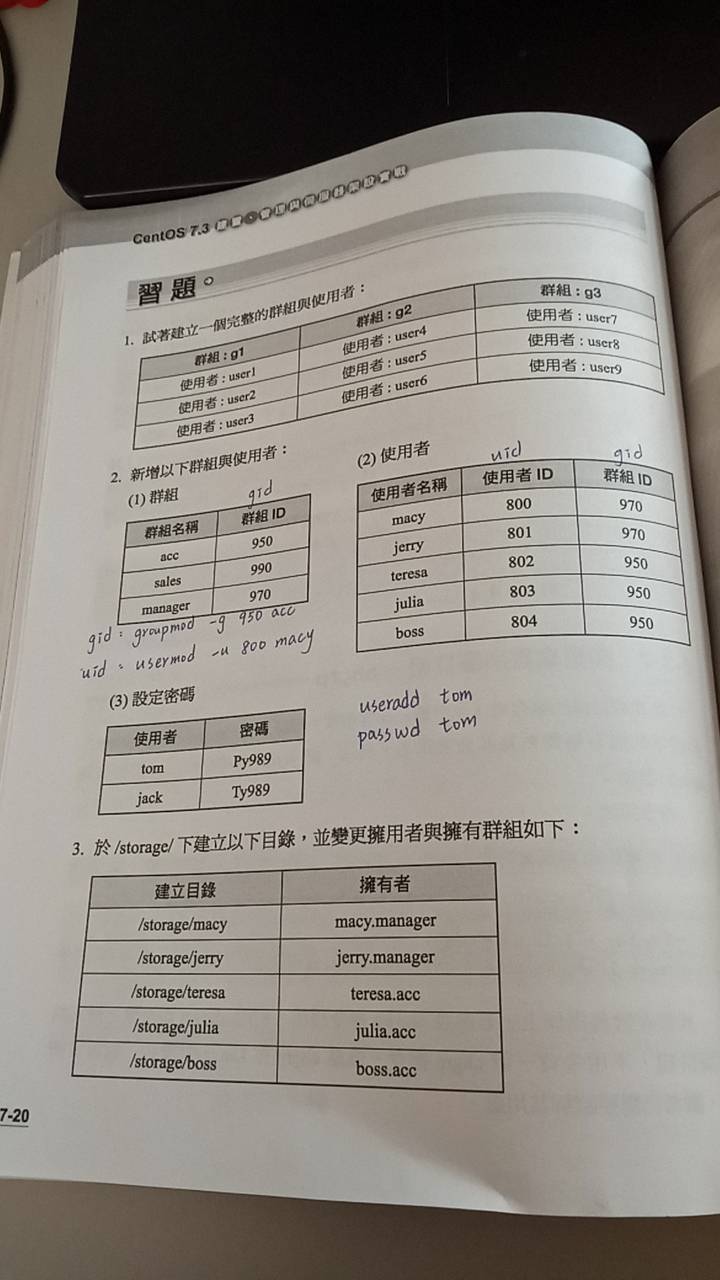 CentOS 7.3
習題
1. 試著建立一個完整的群組與使用者：
群組：g1 群組：g2 群組：g3
使用者：user1 使用者：user4 使用者：user7
使用者：user2 使用者：user5 使用者：user8
使用者：user3 使用者：user6 使用者：user9
2. 新增以下群組與使用者：
(1) 群組
gid
群組名稱 群組 ID
acc 950
sales 990
manager 970
gid： groupmod -g 950 acc
uid = usermod -u 800 macy
(2) 使用者
uid gid
使用者名稱 使用者 ID 群組 ID
macy 800 970
jerry 801 970
teresa 802 950
julia 803 950
boss 804 950
(3) 設定密碼
使用者 密碼
tom Py989
jack Ty989
useradd tom
passwd tom
3. 於 /storage/ 下建立以下目錄，並變更擁用者與擁有群組如下：
建立目錄 擁有者
/storage/macy macy.manager
/storage/jerry jerry.manager
/storage/teresa teresa.acc
/storage/julia julia.acc
/storage/boss boss.acc
7-20